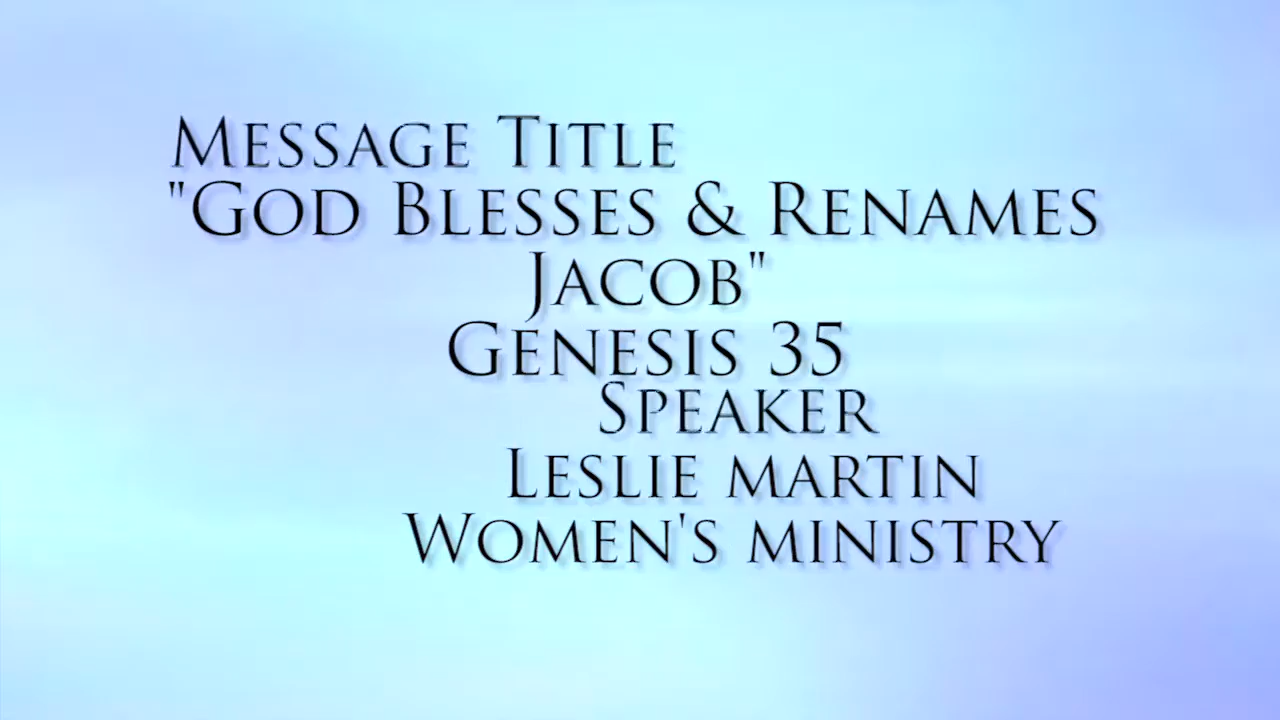 Message Title
"God Blesses & Renames
Jacob"
Genesis 35
Speaker
Leslie martin
Women's ministry